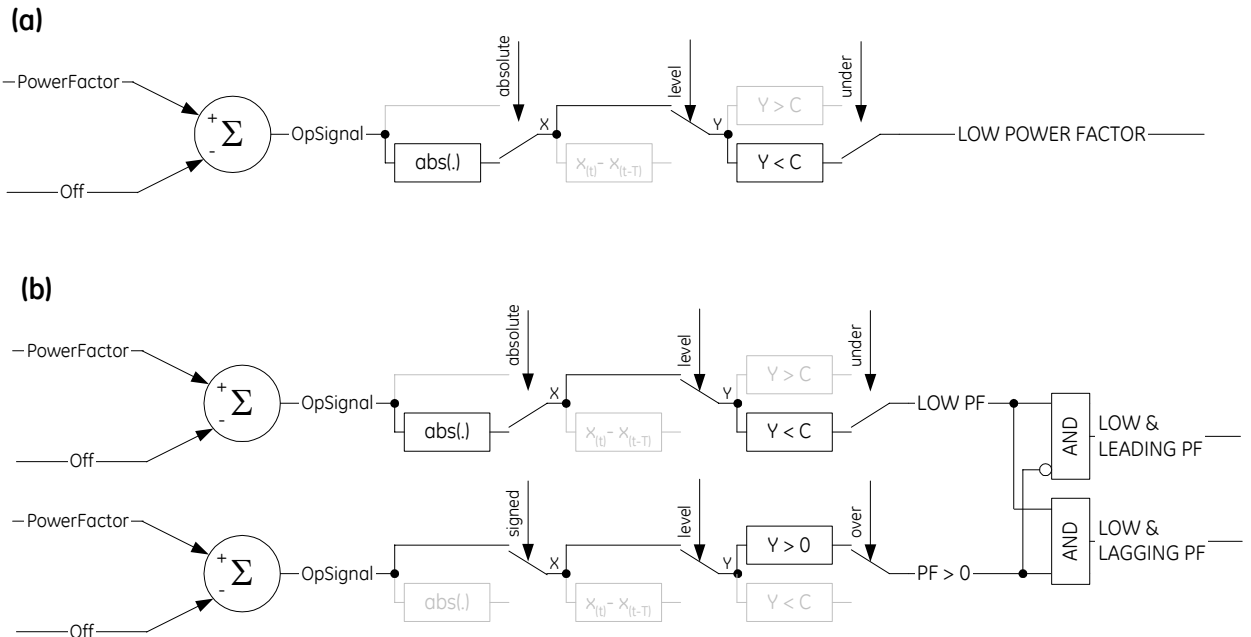 (a)
absolute
level
under
PowerFactor
Y > C
+
Σ
-
OpSignal
X
Y
LOW POWER FACTOR
abs(.)
X(t) - X(t-T)
Y < C
Off
(b)
absolute
level
under
PowerFactor
Y > C
+
Σ
-
OpSignal
X
Y
LOW PF
abs(.)
X(t) - X(t-T)
Y < C
AND
LOW &
LEADING PF
Off
signed
level
over
PowerFactor
Y > 0
+
Σ
-
OpSignal
X
Y
PF > 0
abs(.)
X(t) - X(t-T)
Y < C
AND
LOW &
LAGGING PF
Off